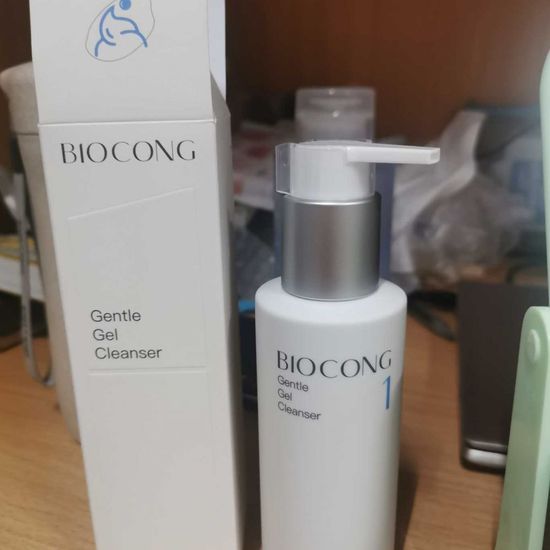 BIOCONG
Gentle
Gel
Cleanser
BIOCONG
Gentle
Gel
Cleanser
1